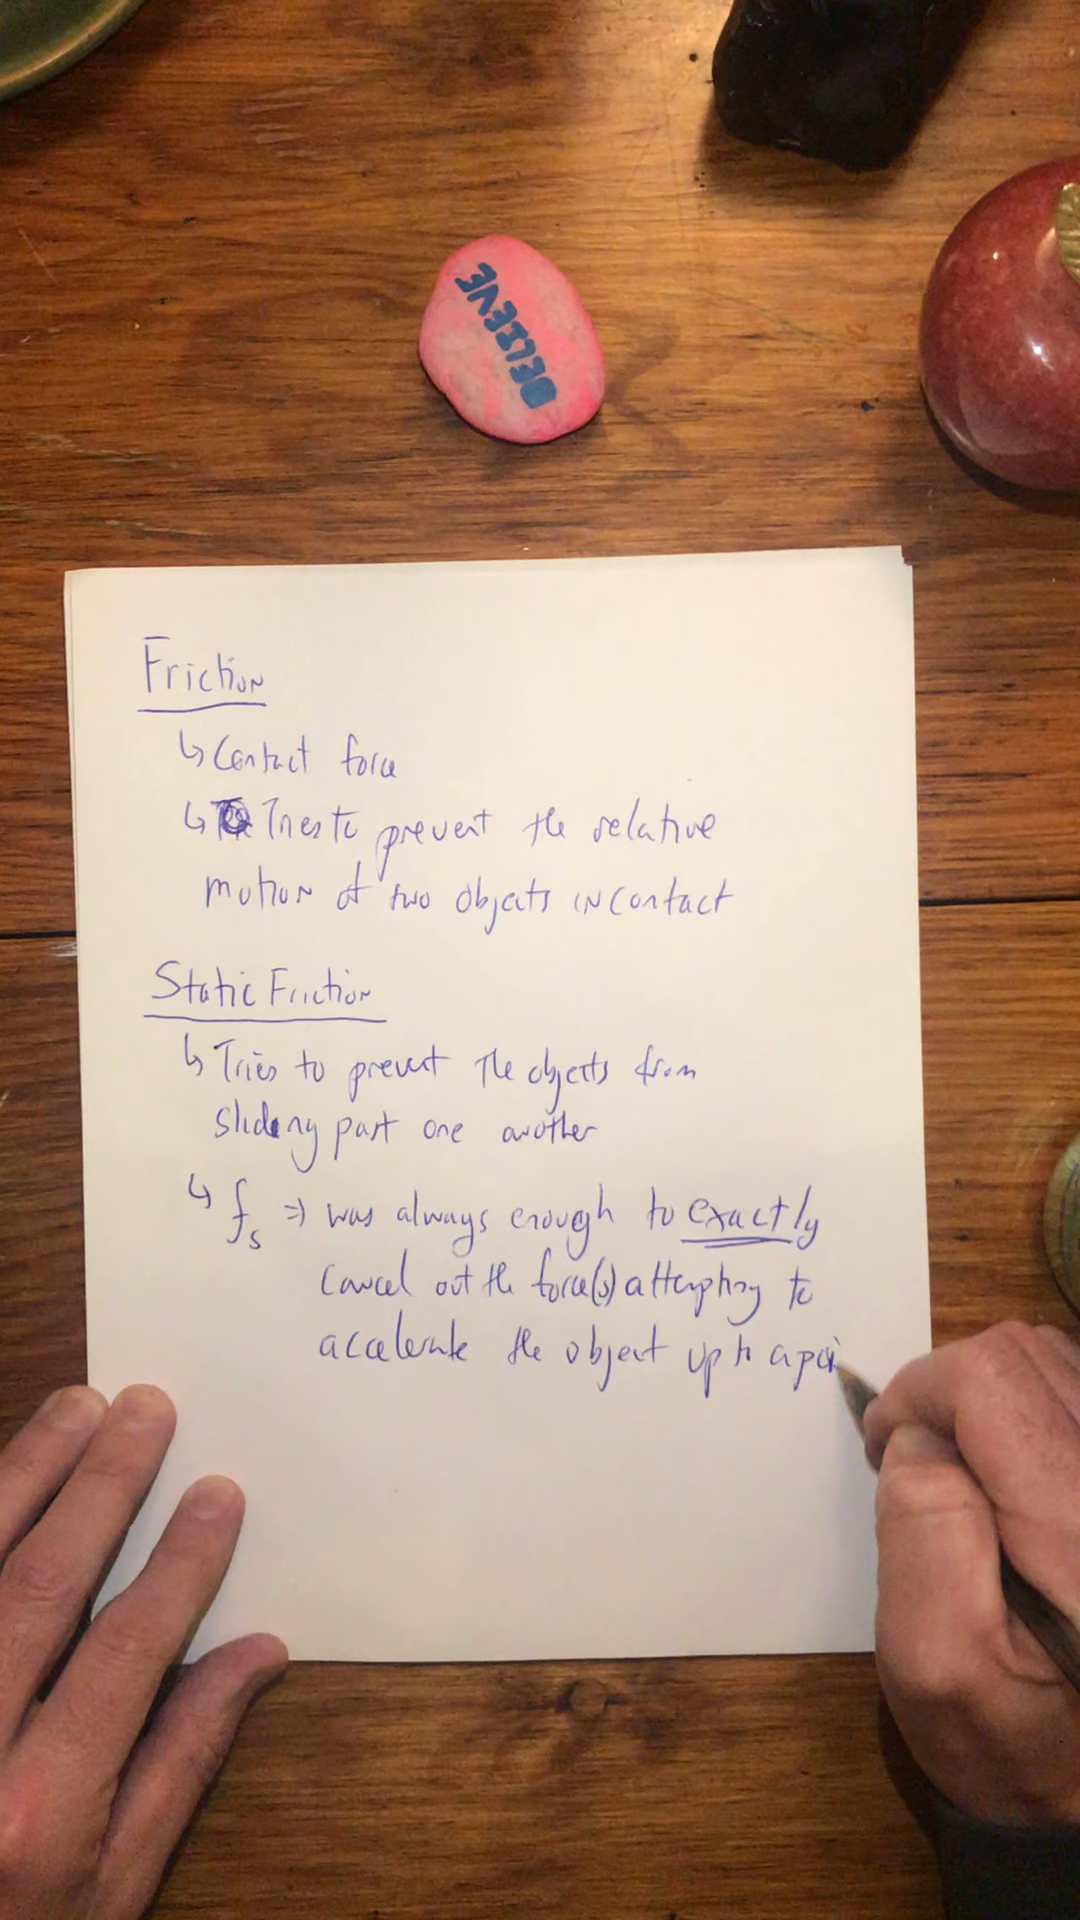 BELIEVE
Friction
↳ Contact force
↳ Tries to prevent the relative
motion of two objects in contact
Static Friction
↳ Tries to prevent the objects from
sliding past one another
↳ fs ⇒ was always enough to exactly
cancel out the force(s) attempting to
accelerate the object up to a poi